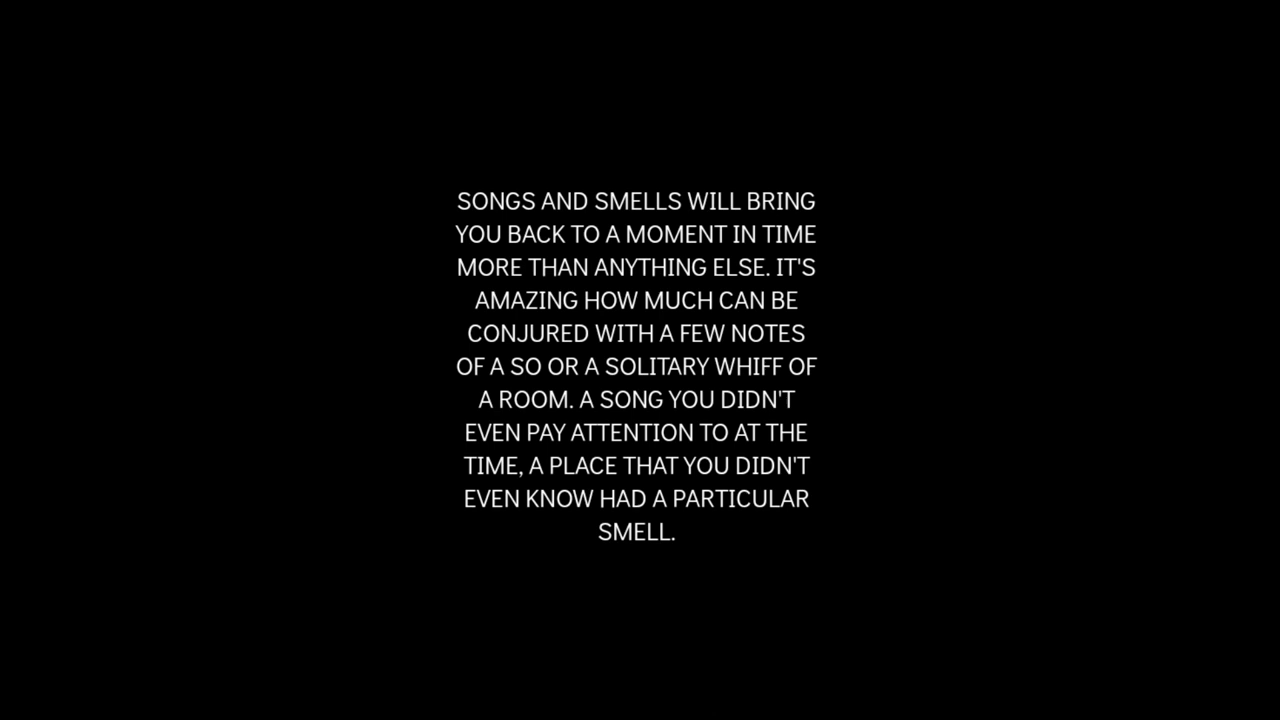 SONGS AND SMELLS WILL BRING
YOU BACK TO A MOMENT IN TIME
MORE THAN ANYTHING ELSE. IT'S
AMAZING HOW MUCH CAN BE
CONJURED WITH A FEW NOTES
OF A SO OR A SOLITARY WHIFF OF
A ROOM. A SONG YOU DIDN'T
EVEN PAY ATTENTION TO AT THE
TIME, A PLACE THAT YOU DIDN'T
EVEN KNOW HAD A PARTICULAR
SMELL.